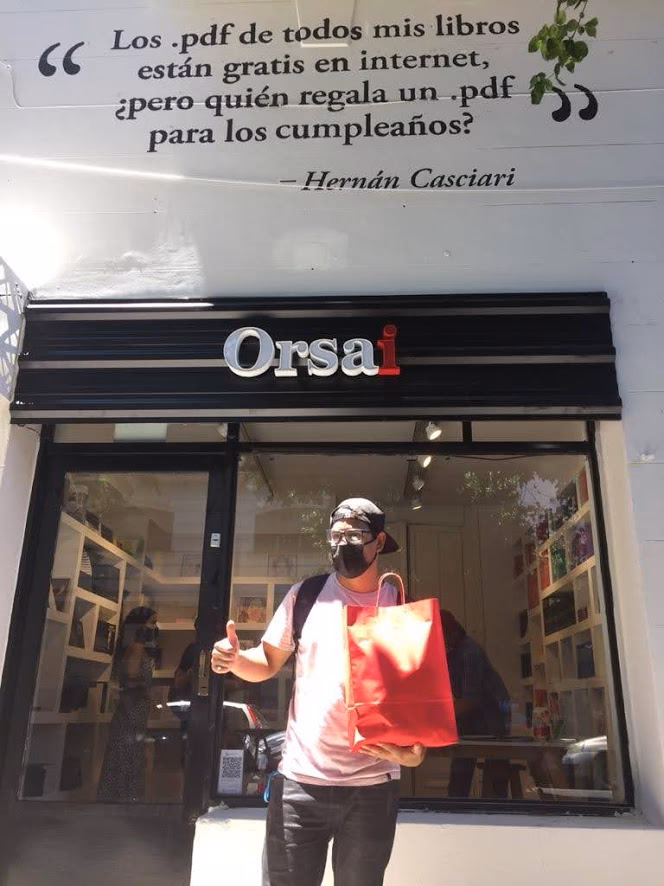 “ Los .pdf de todos mis libros
están gratis en internet,
¿pero quién regala un .pdf
para los cumpleaños? ”
– Hernán Casciari
Orsai